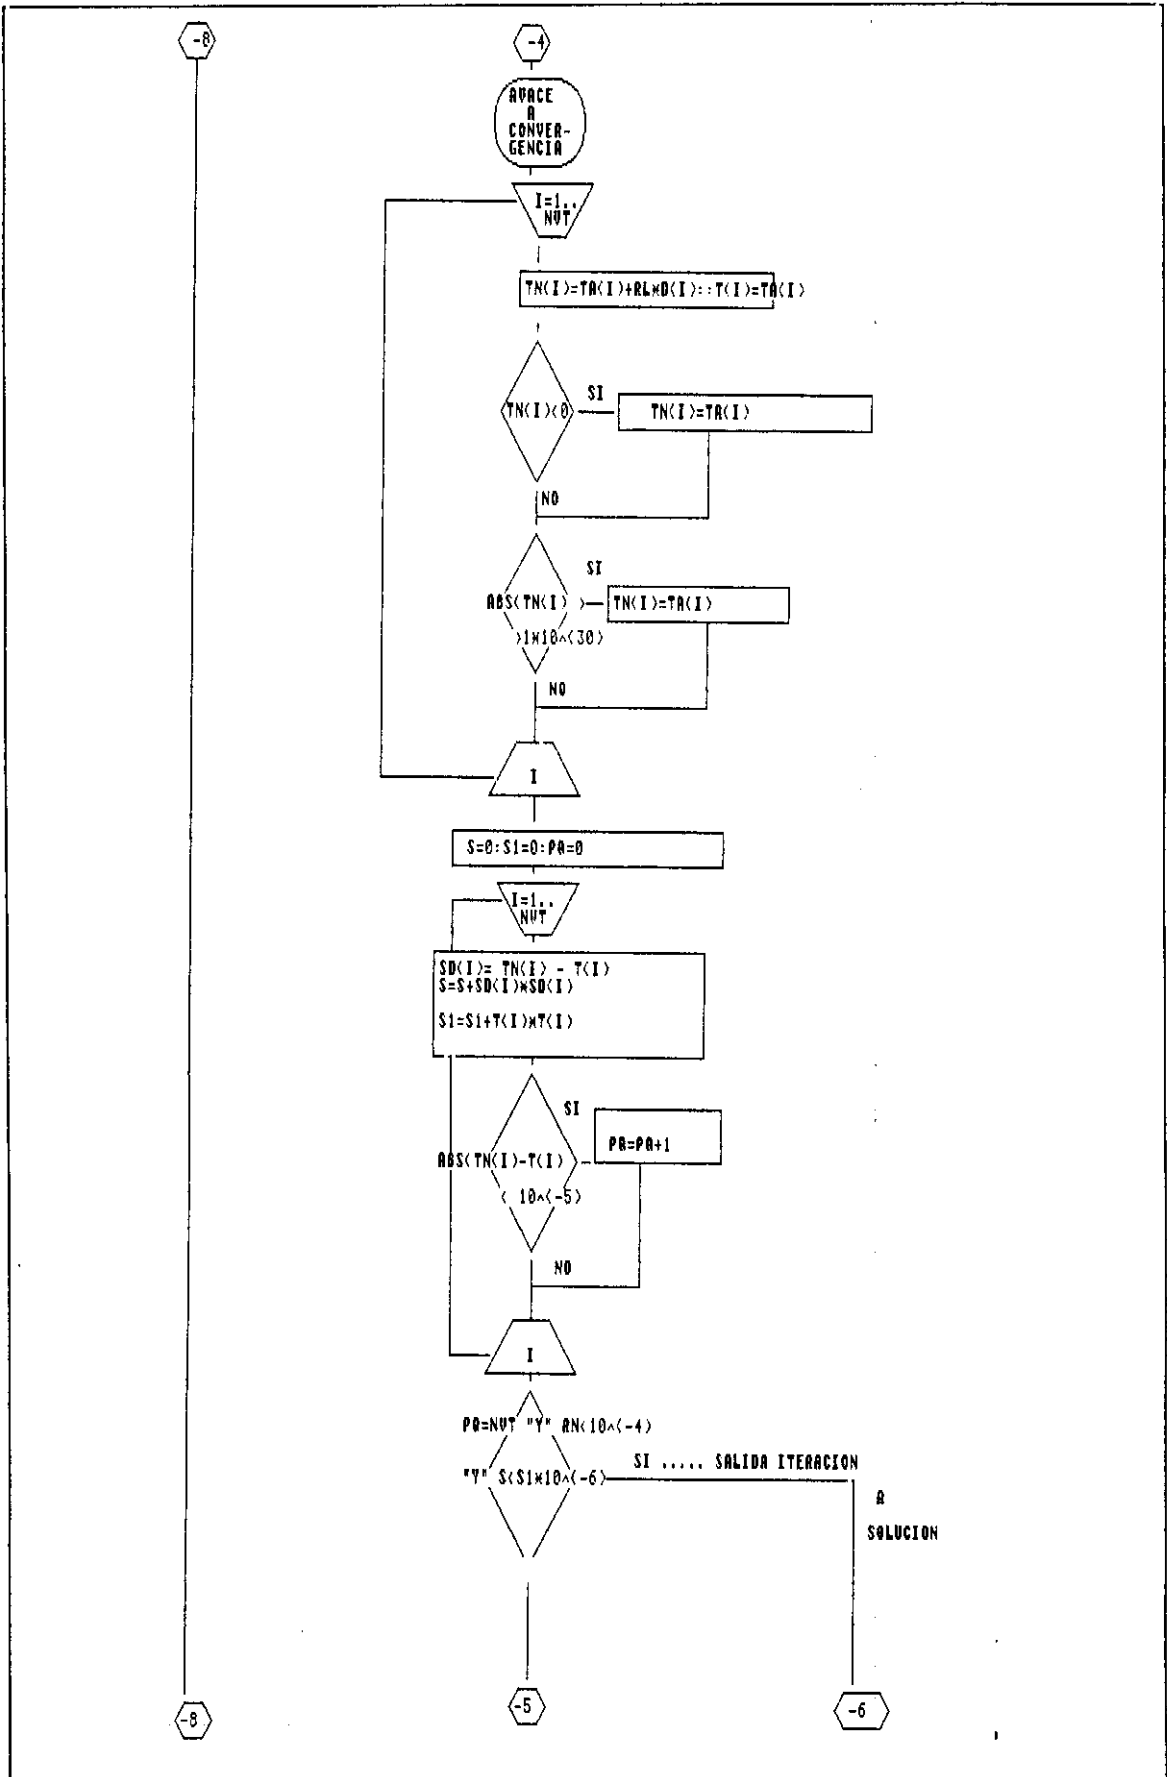 -8
-4
AVACE
A
CONVER-
GENCIA
I=1..
NVT
TN(I)=TA(I)+RL*D(I)::T(I)=TA(I)
TN(I)<0
SI
TN(I)=TA(I)
NO
SI
ABS(TN(I) )
TN(I)=TA(I)
>1*10^(30)
NO
I
S=0:S1=0:PA=0
I=1..
NVT
SD(I)= TN(I) - T(I)
S=S+SD(I)*SD(I)
S1=S1+T(I)*T(I)
SI
PA=PA+1
ABS(TN(I)-T(I)
< 10^(-5)
NO
I
PA=NVT "Y" RN<10^(-4)
"Y" S<S1*10^(-6)
SI ..... SALIDA ITERACION
A
SOLUCION
-8
-5
-6